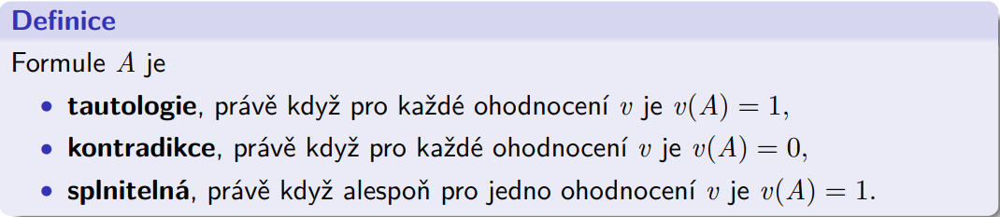 Definice
Formule A je
• tautologie, právě když pro každé ohodnocení v je v(A) = 1,
• kontradikce, právě když pro každé ohodnocení v je v(A) = 0,
• splnitelná, právě když alespoň pro jedno ohodnocení v je v(A) = 1.